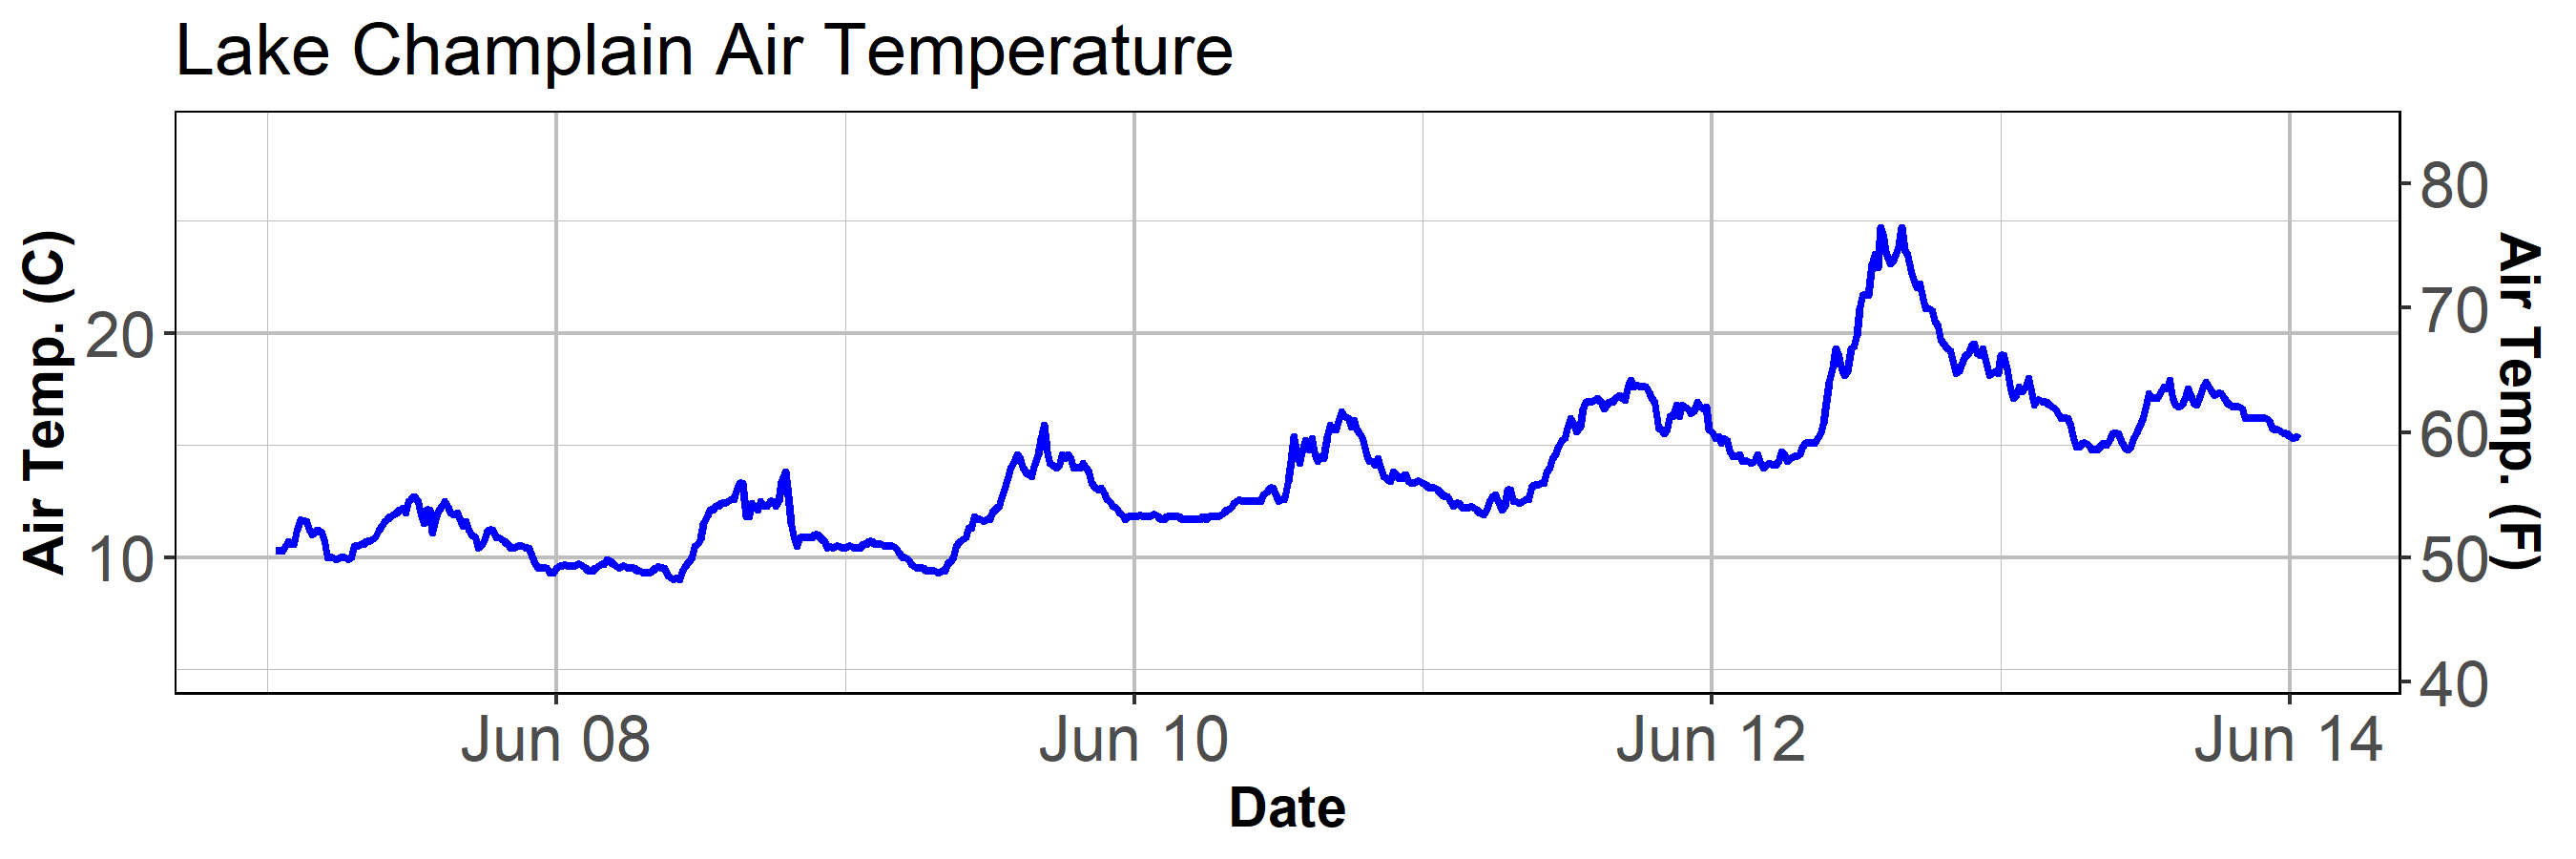 Lake Champlain Air Temperature
Air Temp. (C)
20
10
80
70
60
50
40
Air Temp. (F)
Jun 08
Jun 10
Jun 12
Jun 14
Date